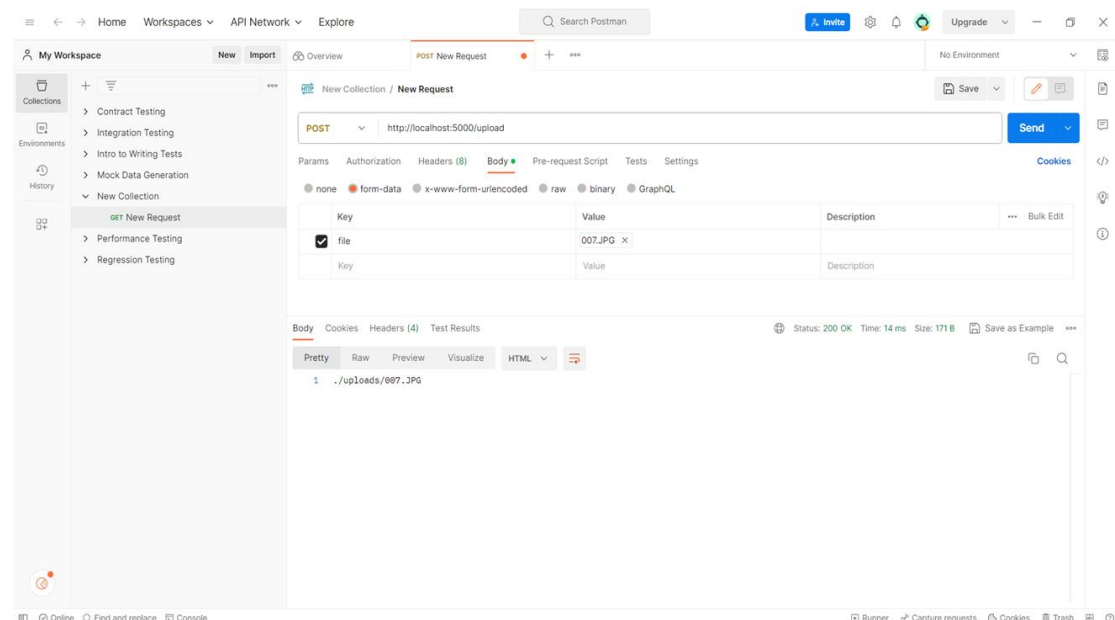 Home Workspaces API Network Explore Search Postman Invite Upgrade
My Workspace New Import Overview POST New Request No Environment
Collections
Environments
History
Contract Testing
Integration Testing
Intro to Writing Tests
Mock Data Generation
New Collection
GET New Request
Performance Testing
Regression Testing
HTTP New Collection / New Request Save
POST http://localhost:5000/upload Send
Params Authorization Headers (8) Body Pre-request Script Tests Settings Cookies
none form-data x-www-form-urlencoded raw binary GraphQL
Key Value Description Bulk Edit
file 007.JPG
Key Value Description
Body Cookies Headers (4) Test Results Status: 200 OK Time: 14 ms Size: 171 B Save as Example
Pretty Raw Preview Visualize HTML
1 ./uploads/007.JPG
Online Find and replace Console Runner Capture requests Cookies Trash